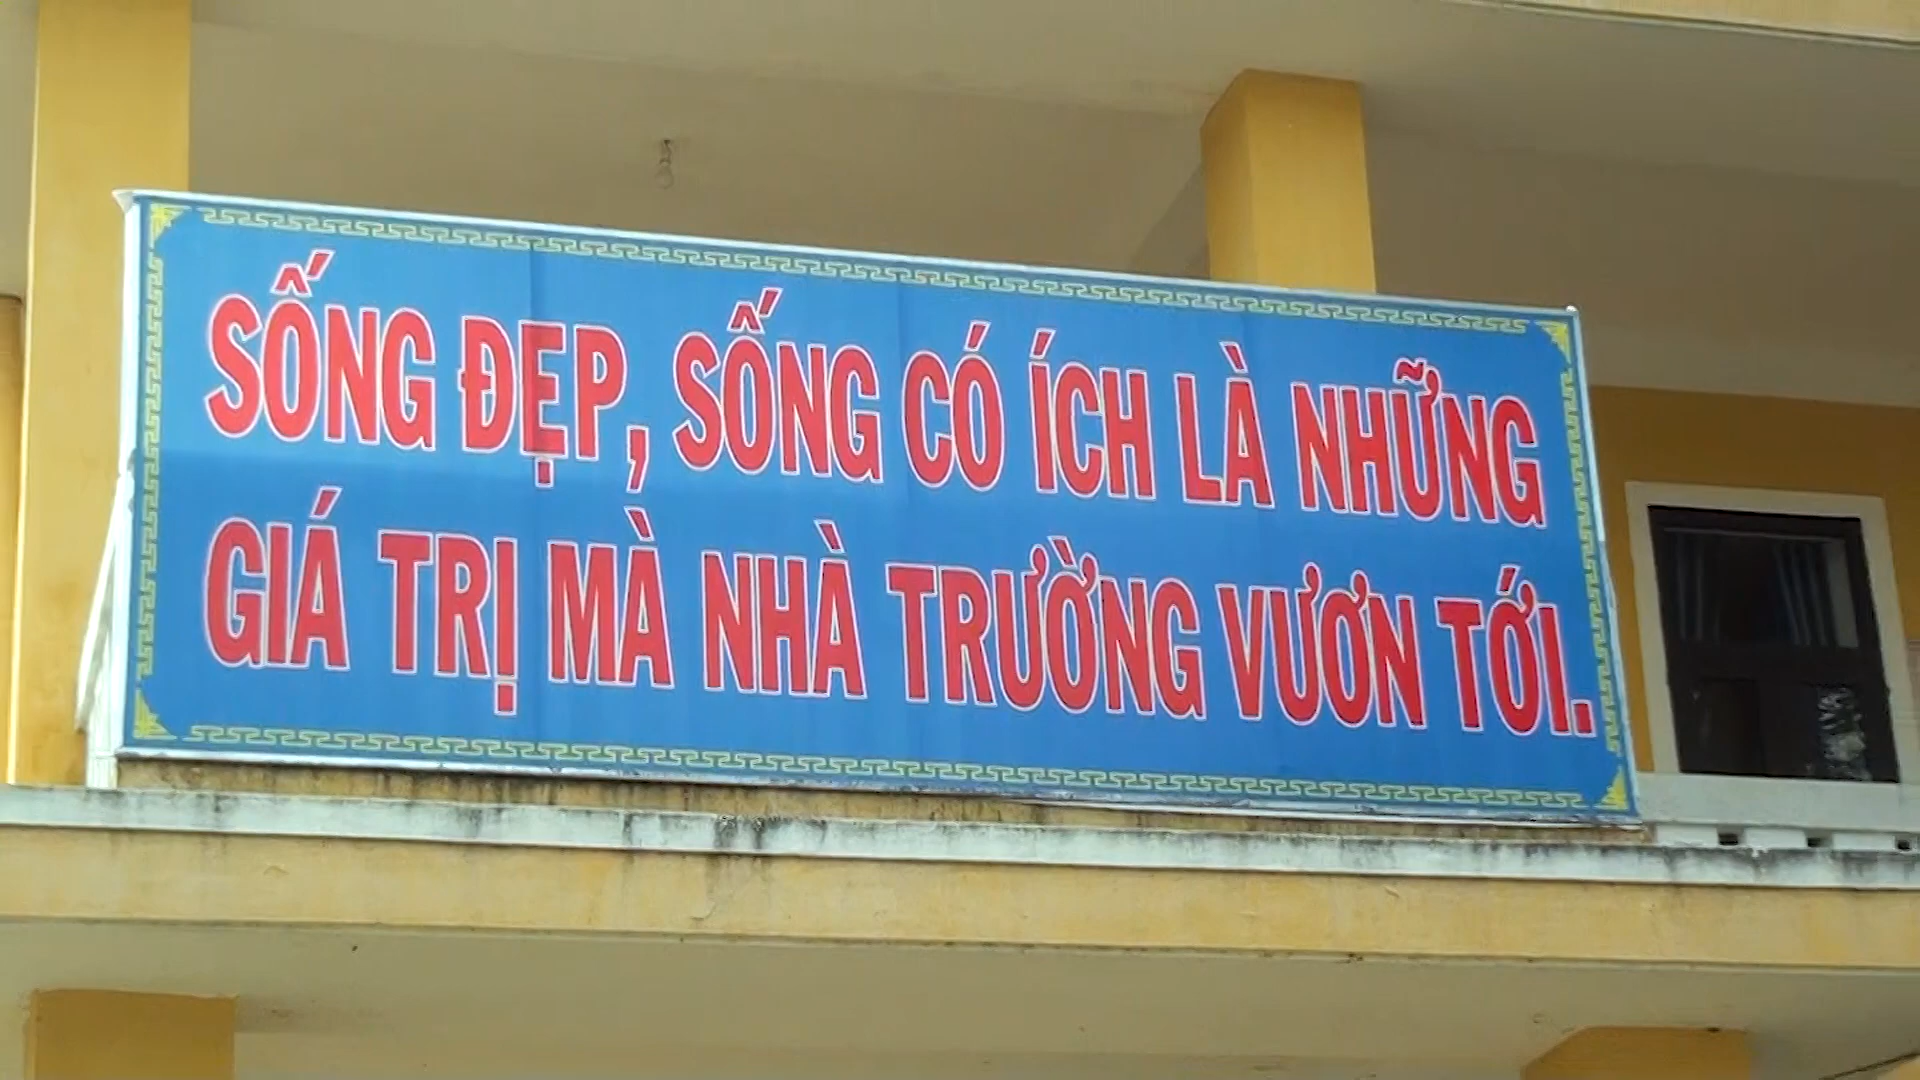 SỐNG ĐẸP, SỐNG CÓ ÍCH LÀ NHỮNG
GIÁ TRỊ MÀ NHÀ TRƯỜNG VƯƠN TỚI.